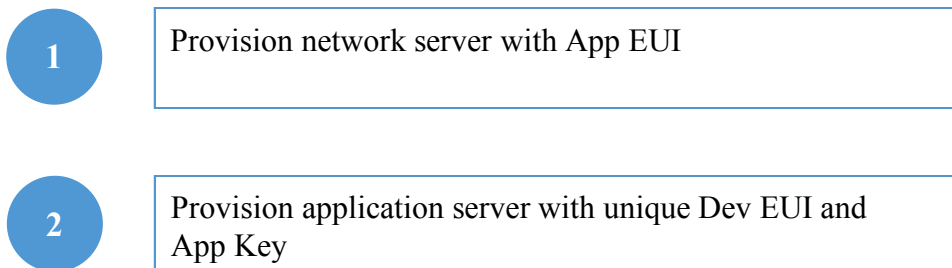 1
Provision network server with App EUI
2
Provision application server with unique Dev EUI and
App Key